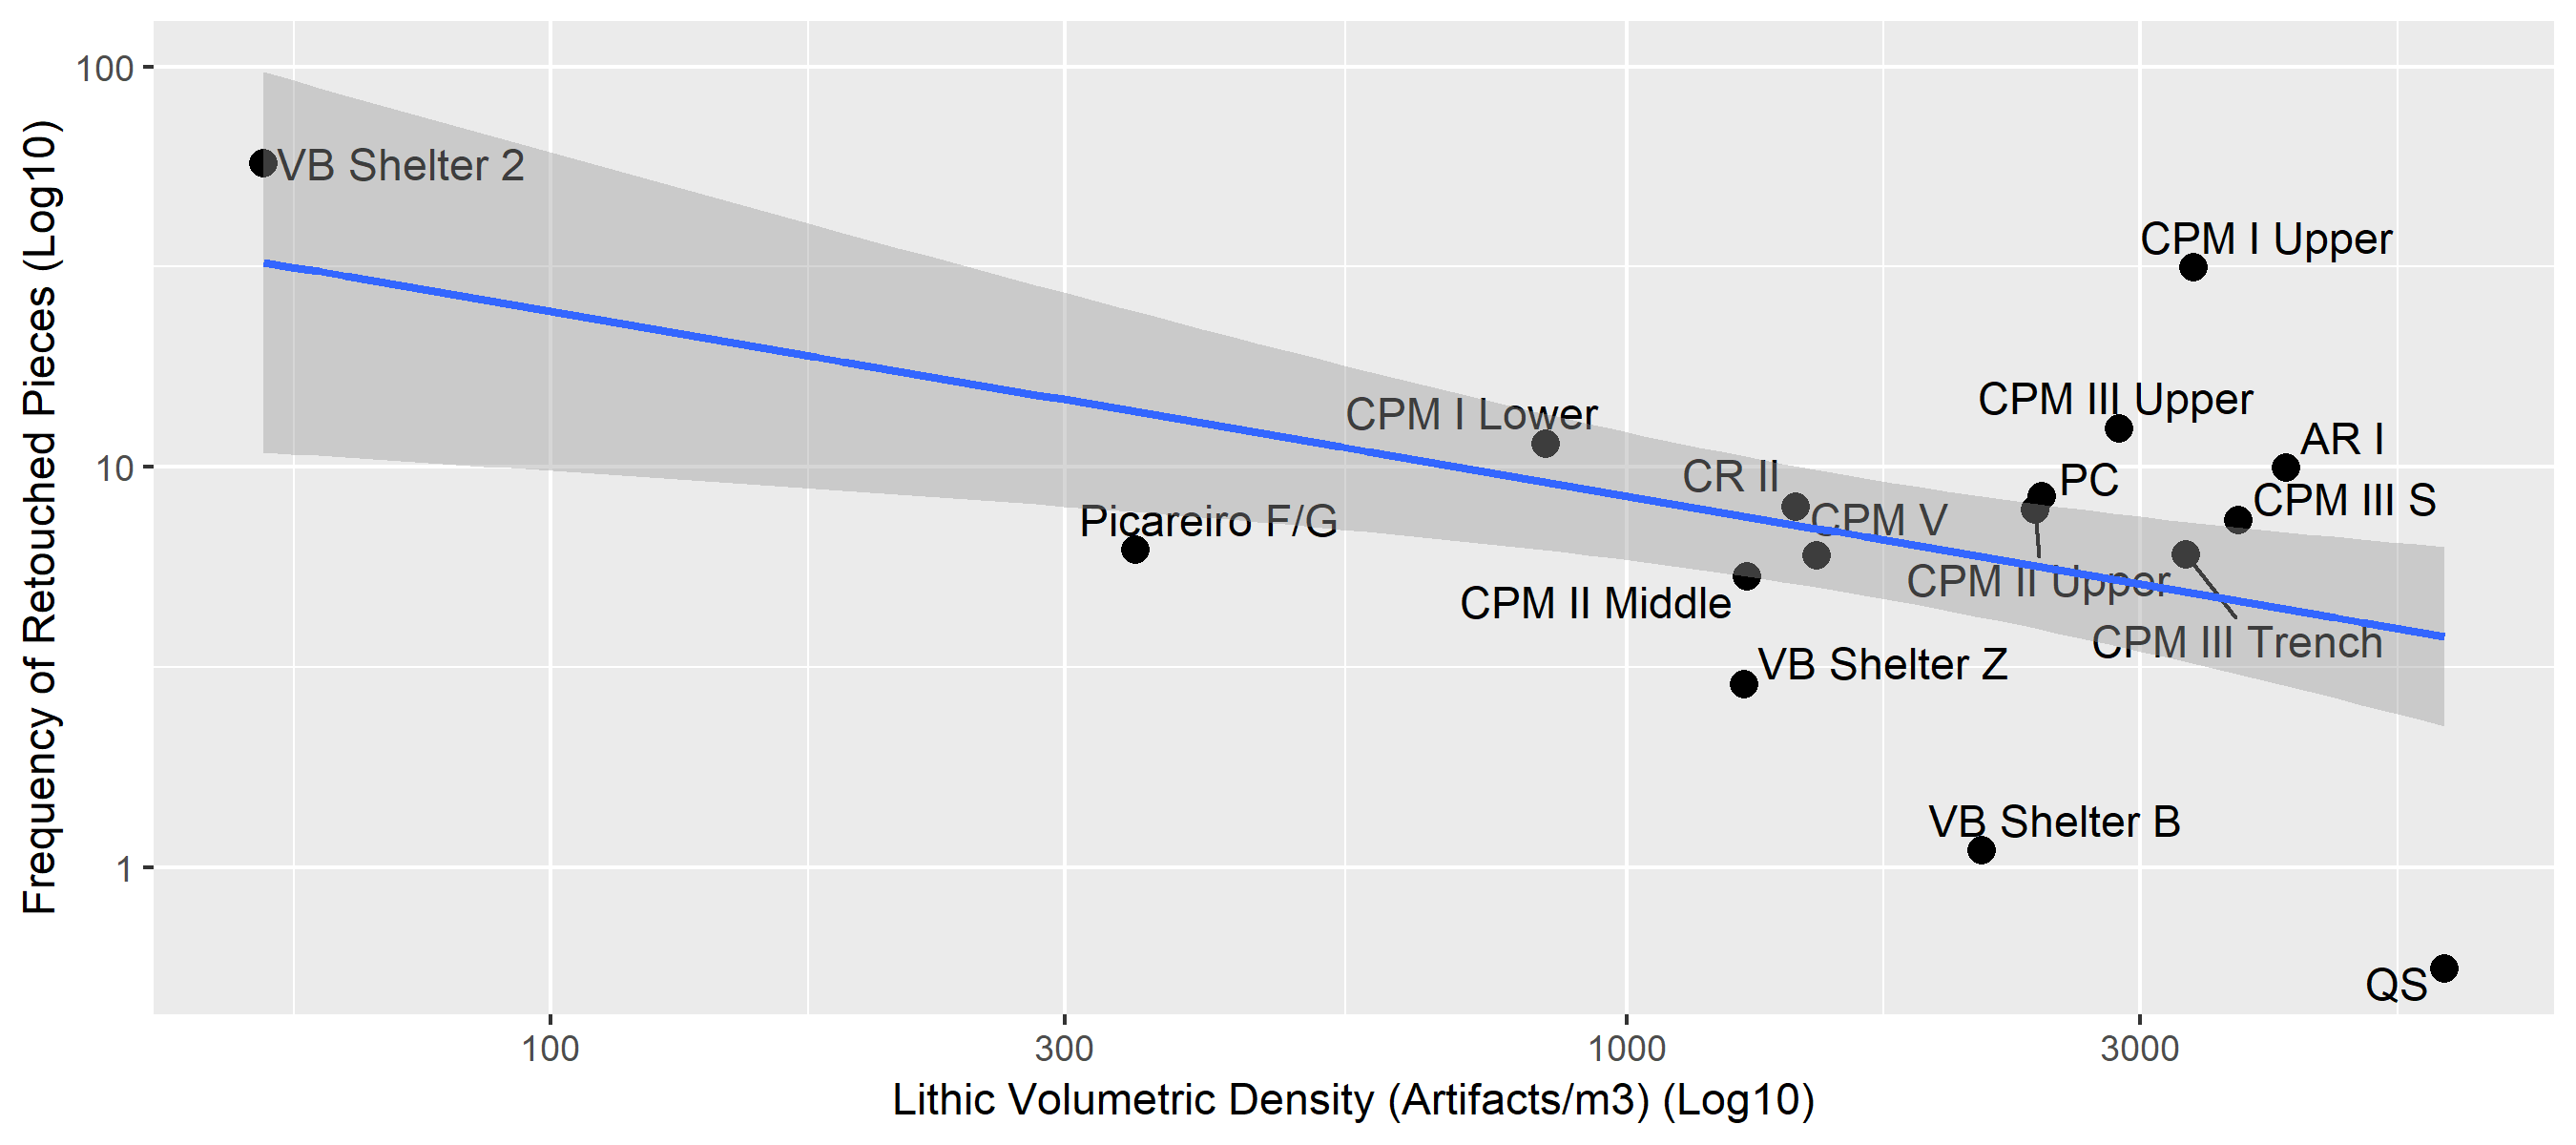 100
VB Shelter 2
CPM I Upper
CPM III Upper
CPM I Lower
AR I
10
CR II
PC
CPM III S
Picareiro F/G
CPM V
CPM II Upper
CPM II Middle
CPM III Trench
VB Shelter Z
VB Shelter B
1
QS
100
300
1000
3000
Lithic Volumetric Density (Artifacts/m3) (Log10)
Frequency of Retouched Pieces (Log10)